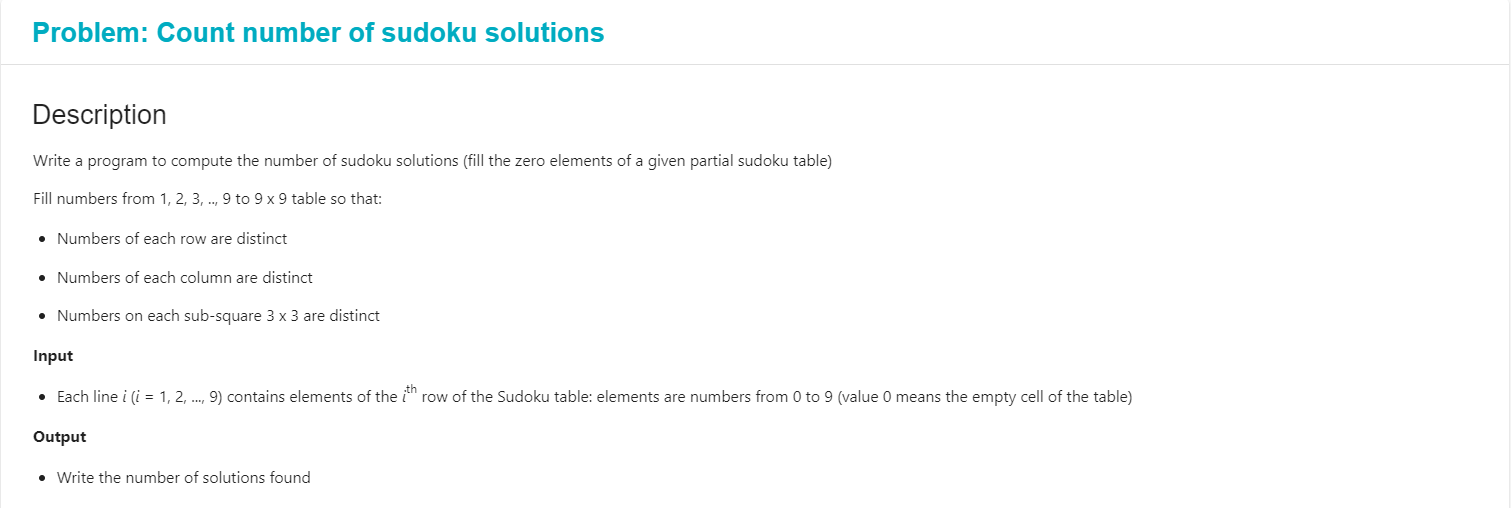 Problem: Count number of sudoku solutions
Description
Write a program to compute the number of sudoku solutions (fill the zero elements of a given partial sudoku table)
Fill numbers from 1, 2, 3, .., 9 to 9 x 9 table so that:
• Numbers of each row are distinct
• Numbers of each column are distinct
• Numbers on each sub-square 3 x 3 are distinct
Input
• Each line i (i = 1, 2, ..., 9) contains elements of the i^th row of the Sudoku table: elements are numbers from 0 to 9 (value 0 means the empty cell of the table)
Output
• Write the number of solutions found